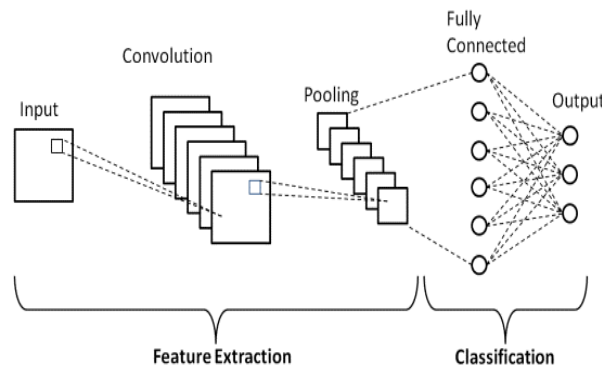 Fully
Connected
Convolution
Pooling
Output
Input
Feature Extraction
Classification